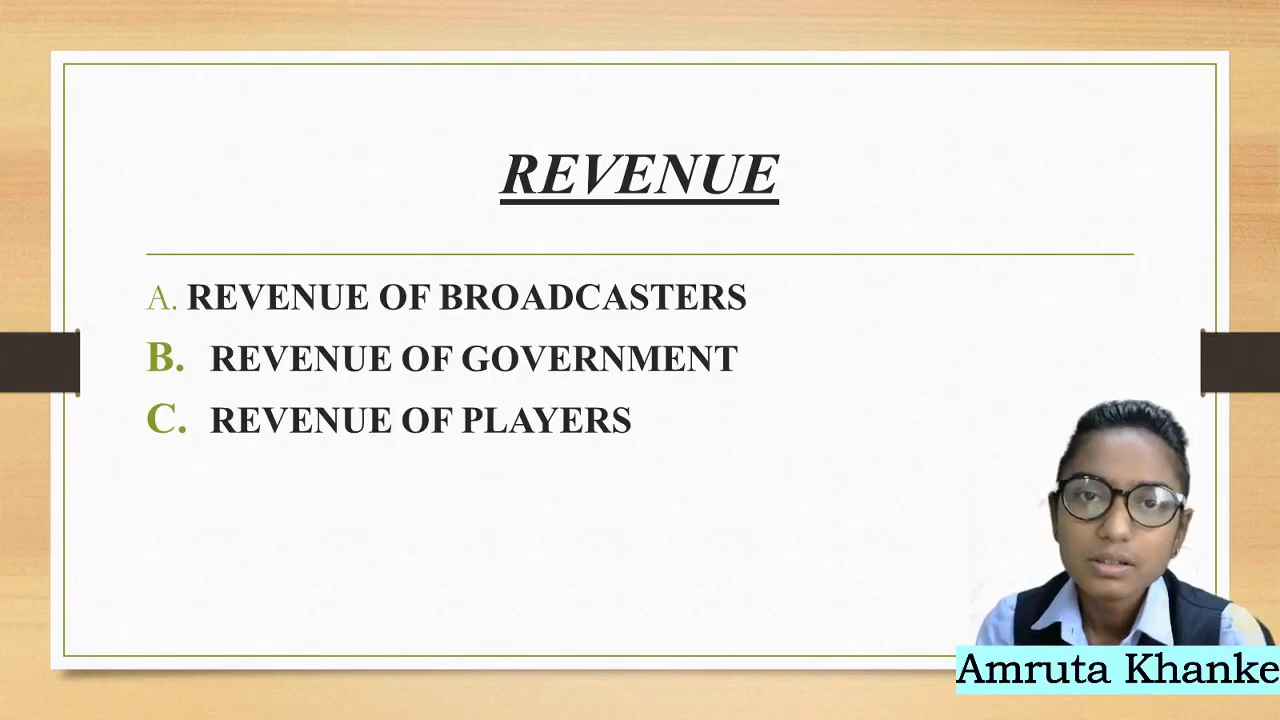 REVENUE
A. REVENUE OF BROADCASTERS
B. REVENUE OF GOVERNMENT
C. REVENUE OF PLAYERS
Amruta Khanke